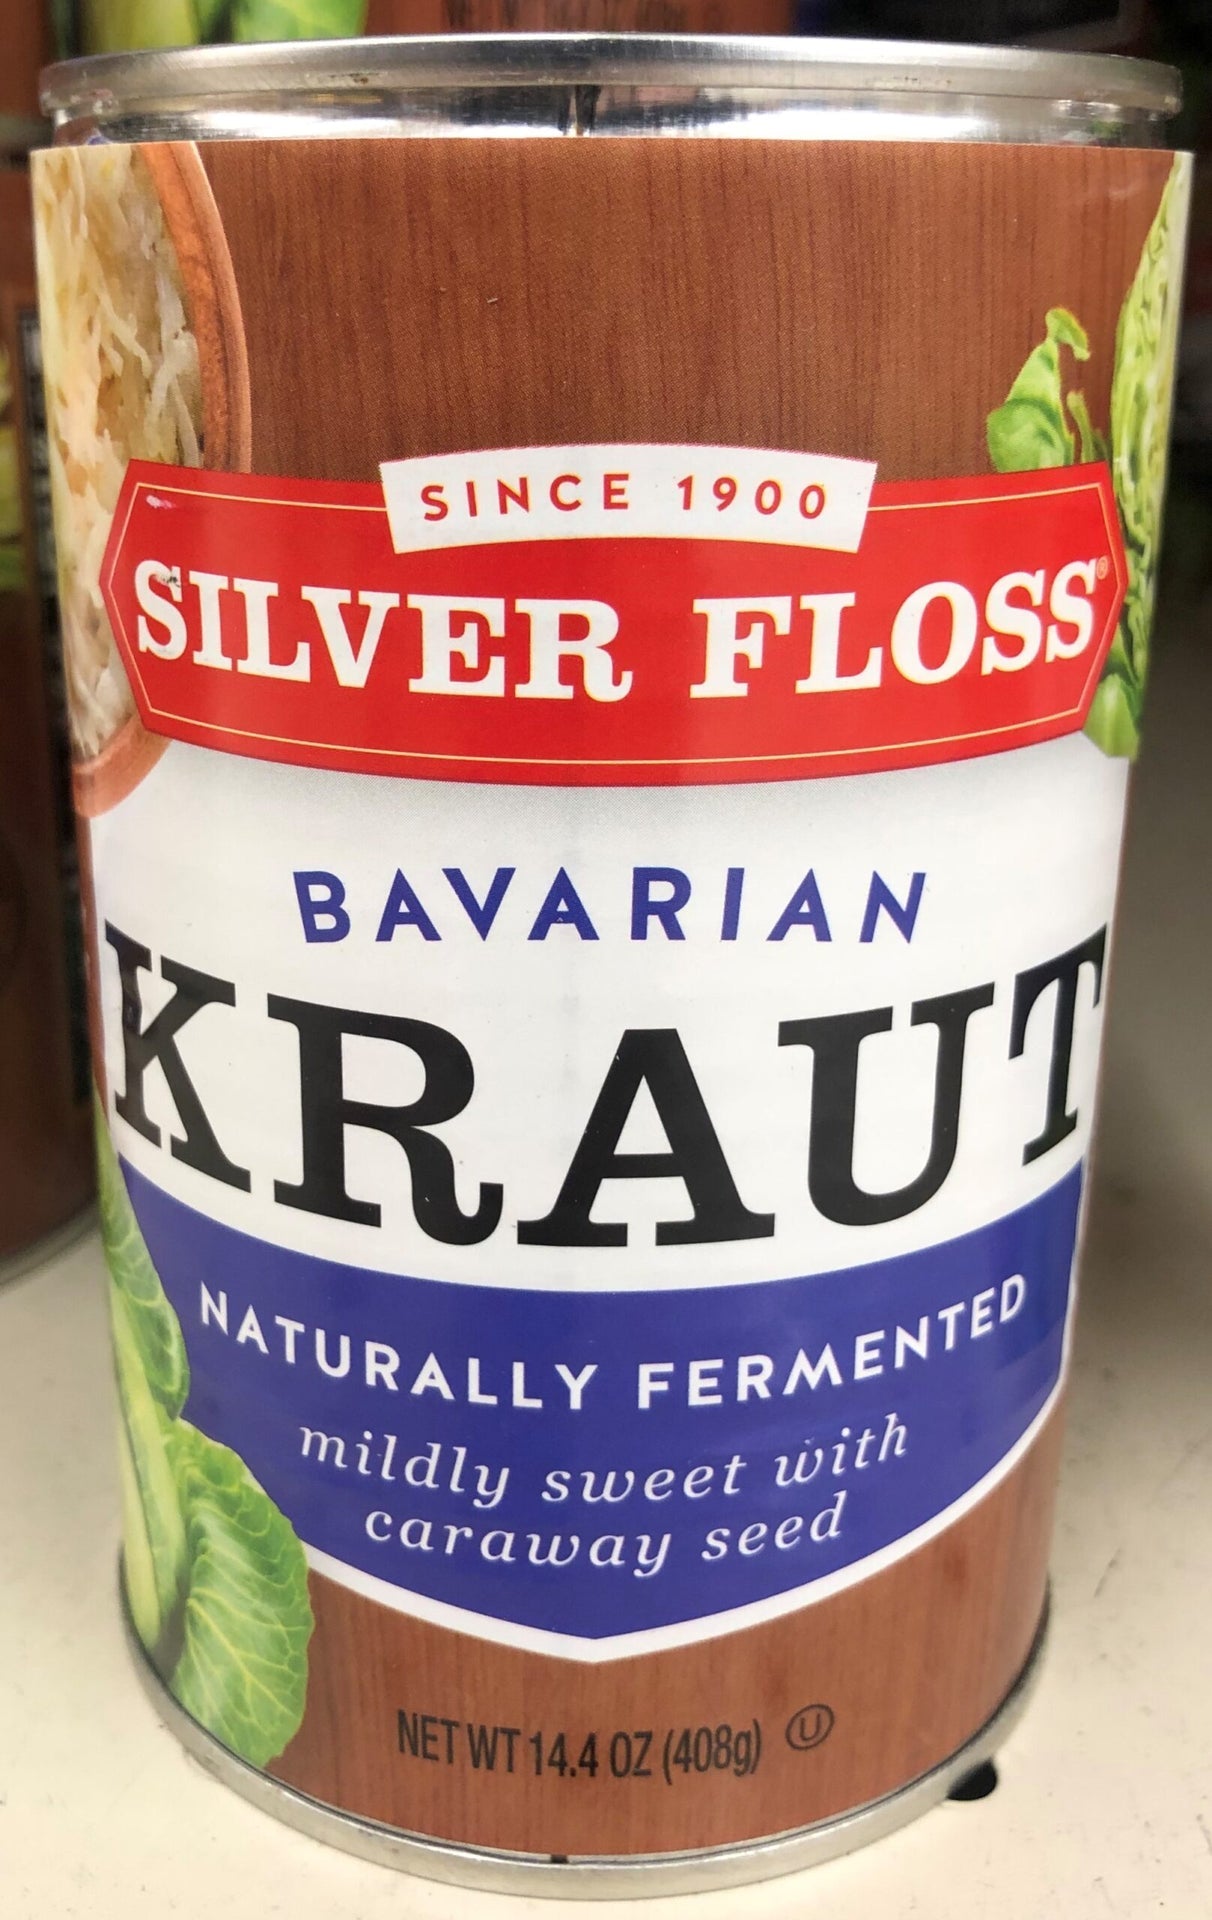 SINCE 1900
SILVER FLOSS®
BAVARIAN
KRAUT
NATURALLY FERMENTED
mildly sweet with
caraway seed
NET WT 14.4 OZ (408g) Ⓤ